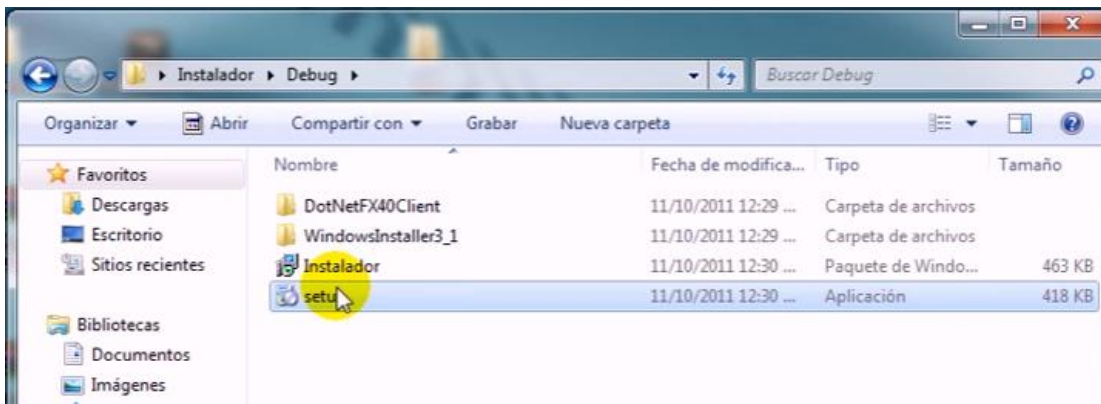 Instalador Debug Buscar Debug
Organizar Abrir Compartir con Grabar Nueva carpeta
Nombre Fecha de modifica... Tipo Tamaño
Favoritos
Descargas DotNetFX40Client 11/10/2011 12:29 ... Carpeta de archivos
Escritorio WindowsInstaller3_1 11/10/2011 12:29 ... Carpeta de archivos
Sitios recientes Instalador 11/10/2011 12:30 ... Paquete de Windo... 463 KB
setu 11/10/2011 12:30 ... Aplicación 418 KB
Bibliotecas
Documentos
Imágenes